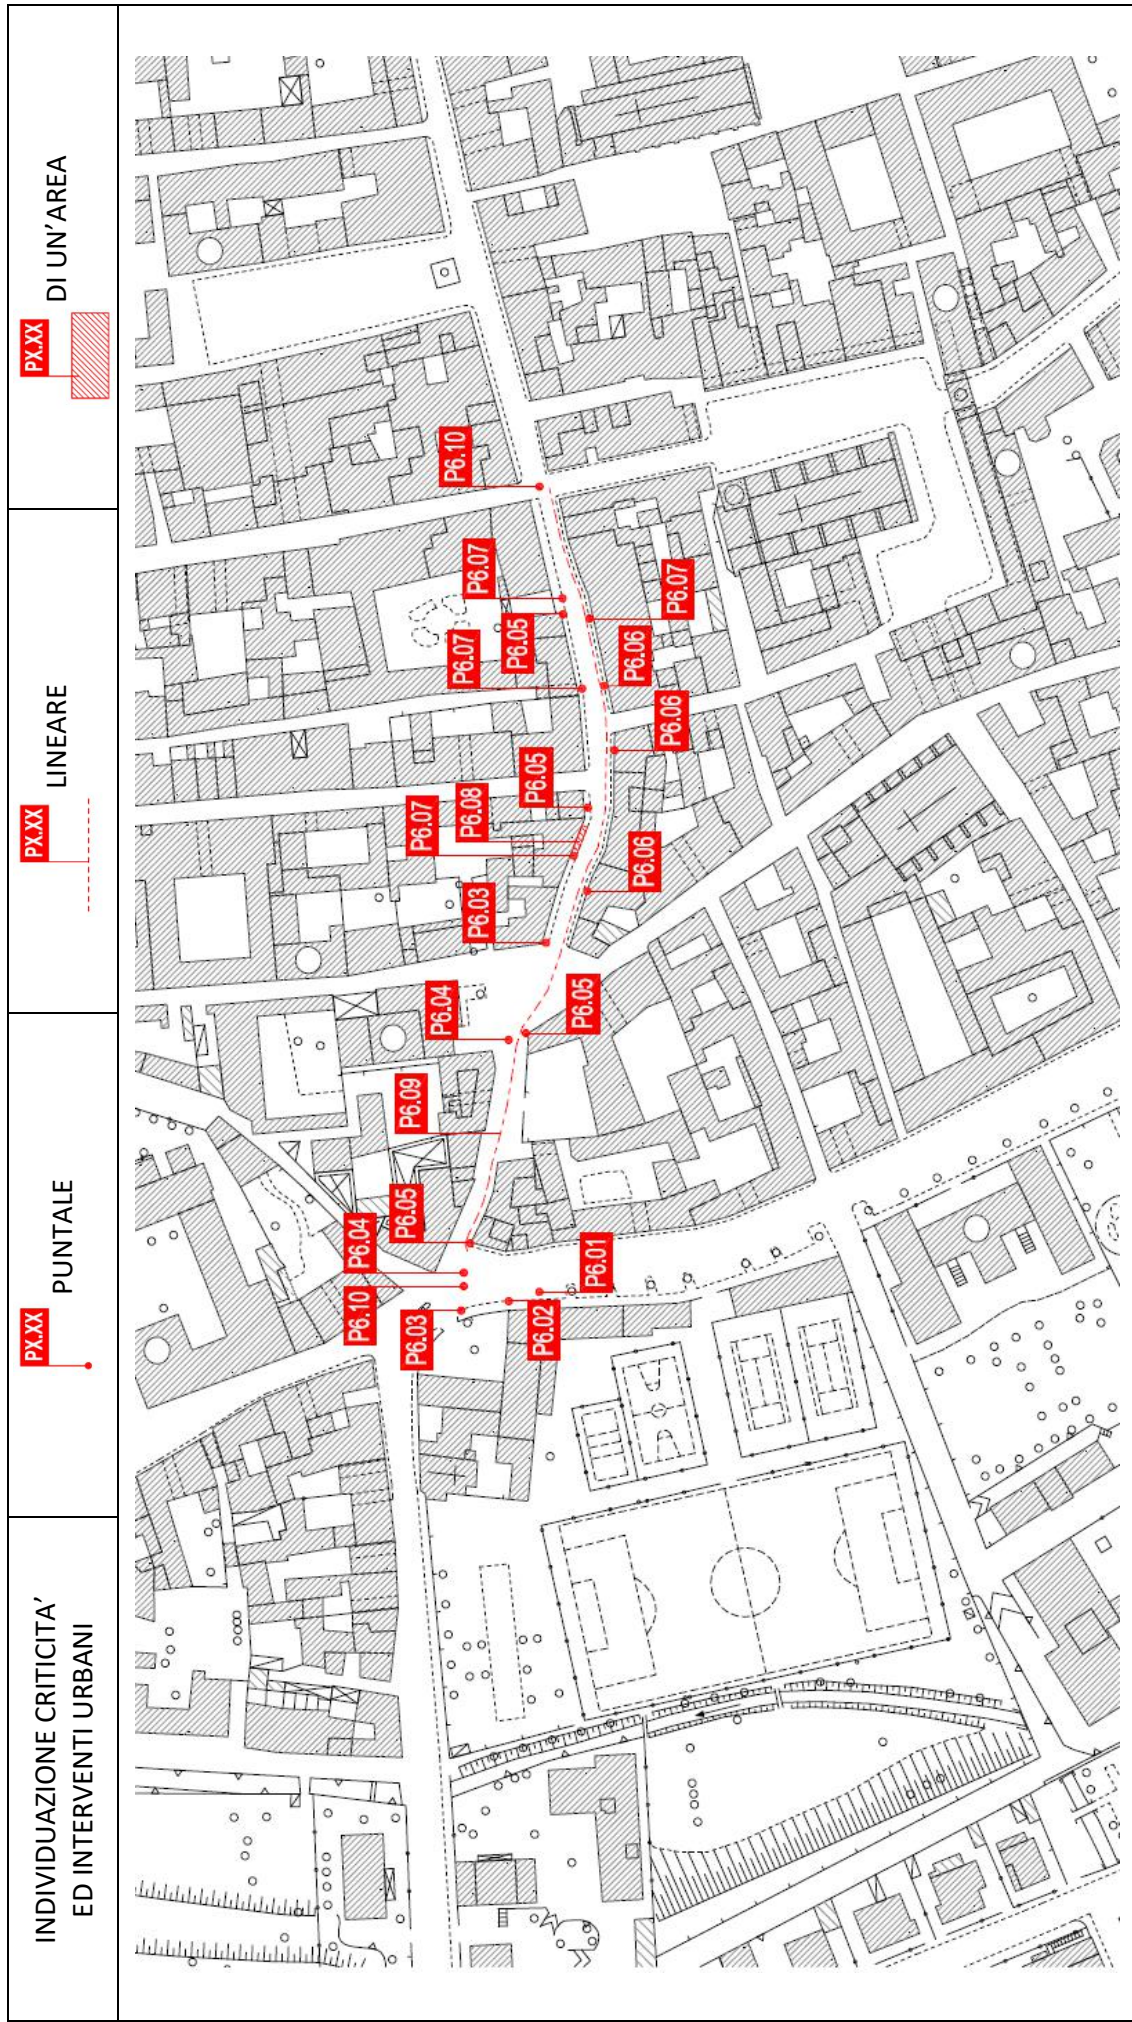 INDIVIDUAZIONE CRITICITA'
ED INTERVENTI URBANI
PX.XX
PUNTALE
PX.XX
LINEARE
PX.XX
DI UN'AREA
P6.10
P6.04
P6.03
P6.05
P6.09
P6.04
P6.07
P6.10
P6.03
P6.08
P6.07
P6.07
P6.02
P6.05
P6.05
P6.01
P6.05
P6.06
P6.06
P6.06
P6.07